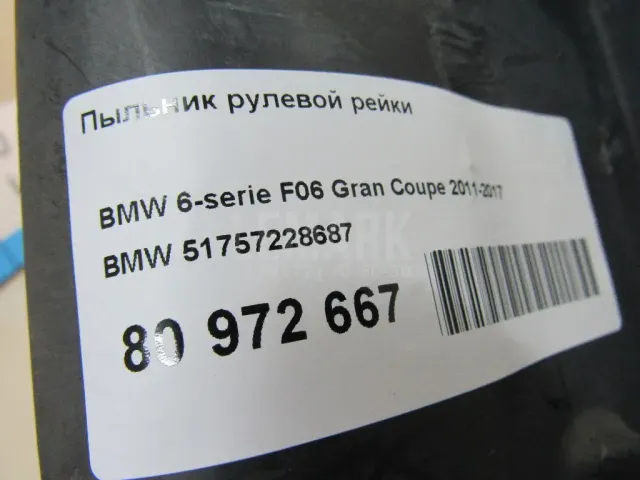 Пыльник рулевой рейки
BMW 6-serie F06 Gran Coupe 2011-2017
BMW 51757228687
80 972 667